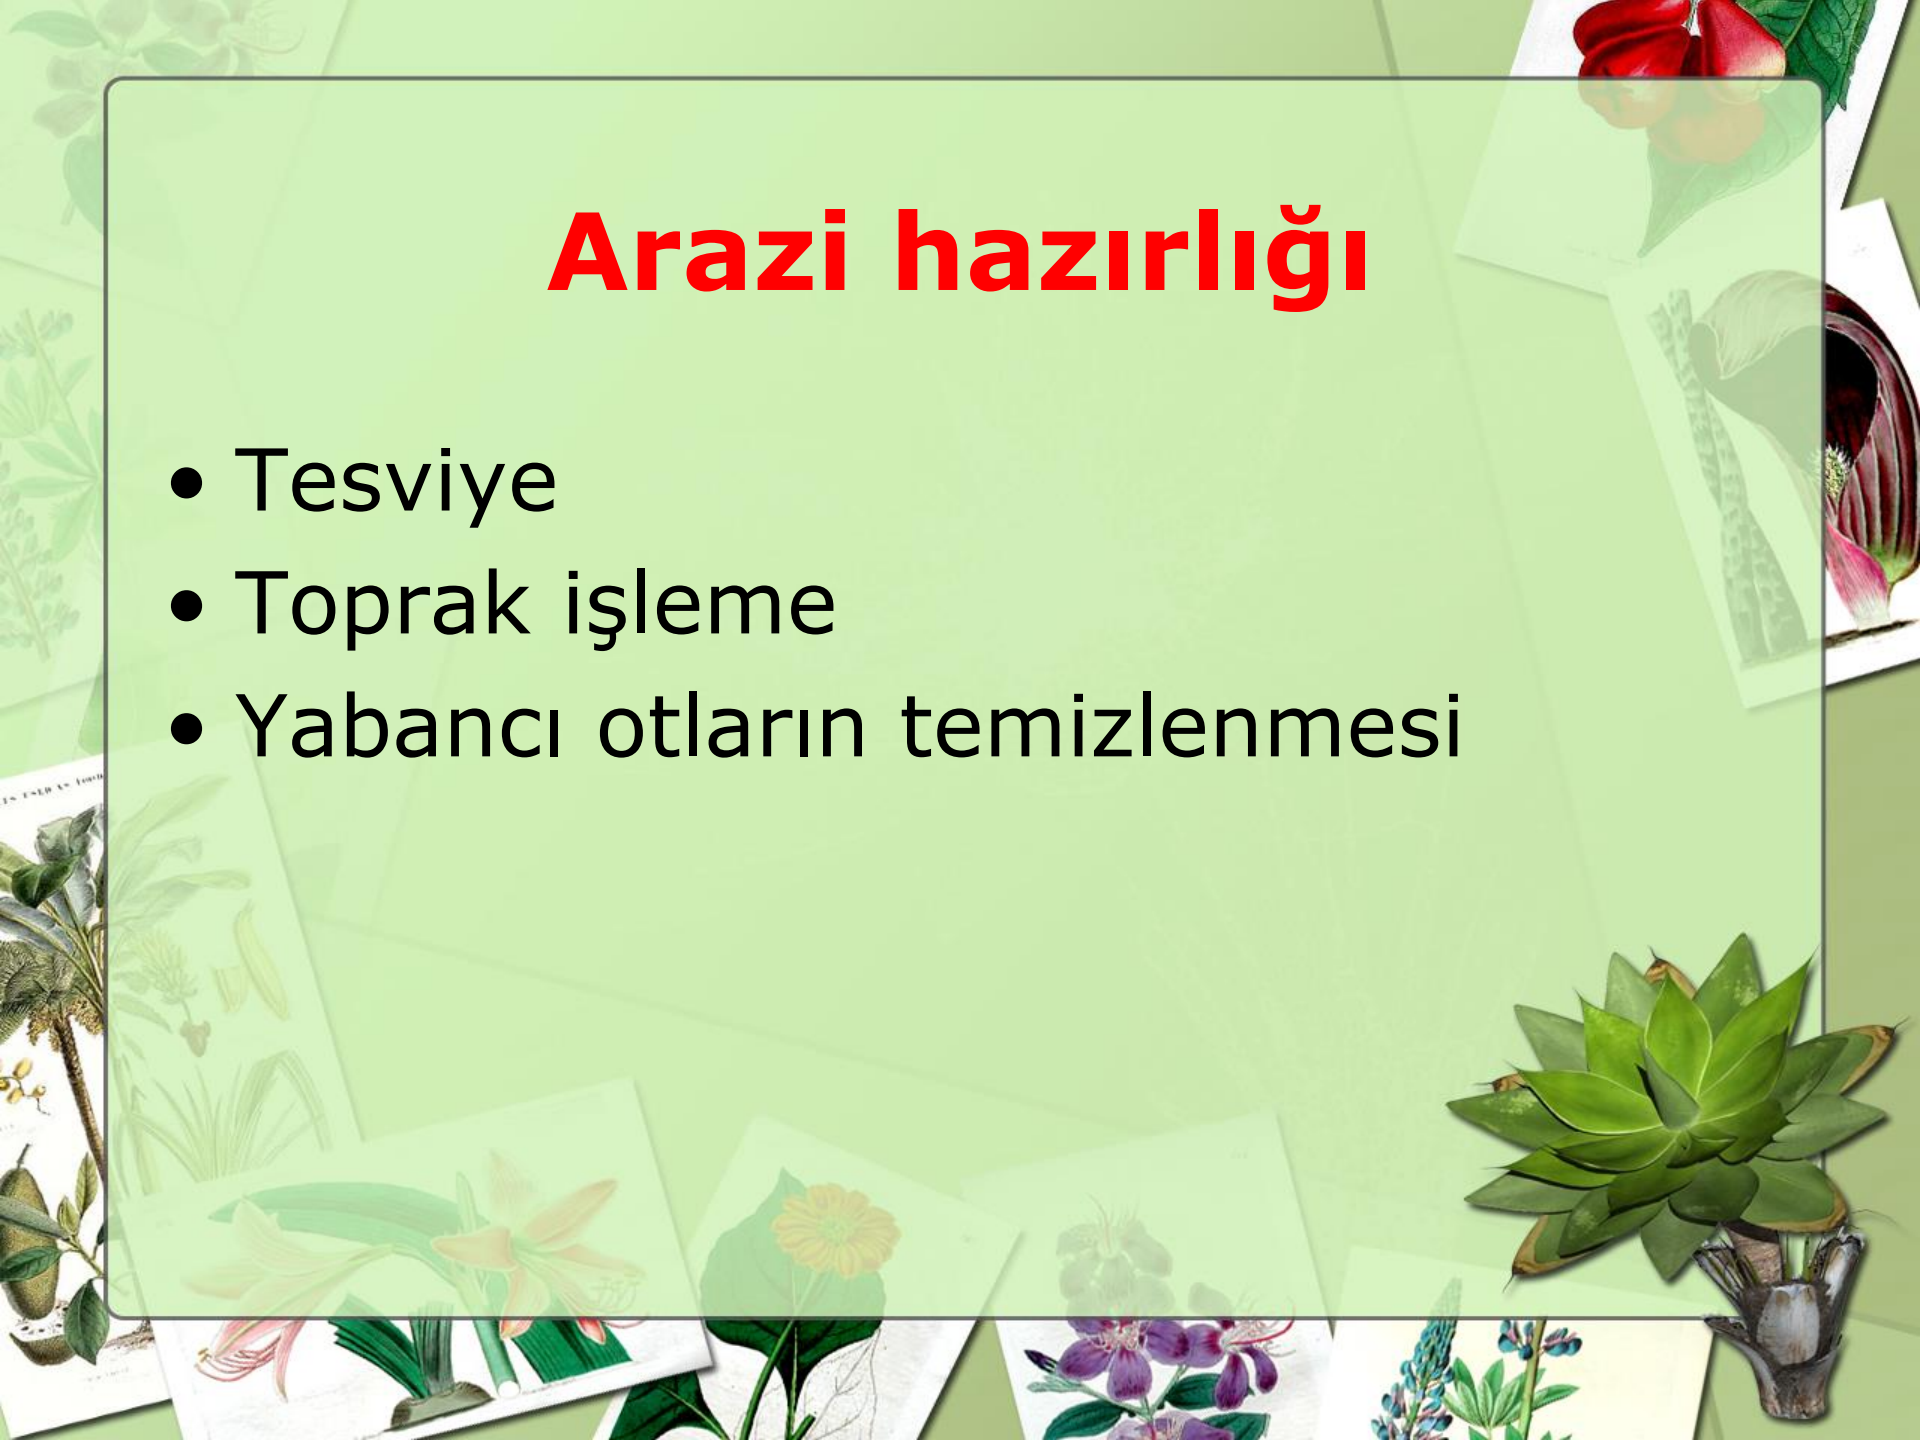 Arazi hazırlığı
• Tesviye
• Toprak işleme
• Yabancı otların temizlenmesi